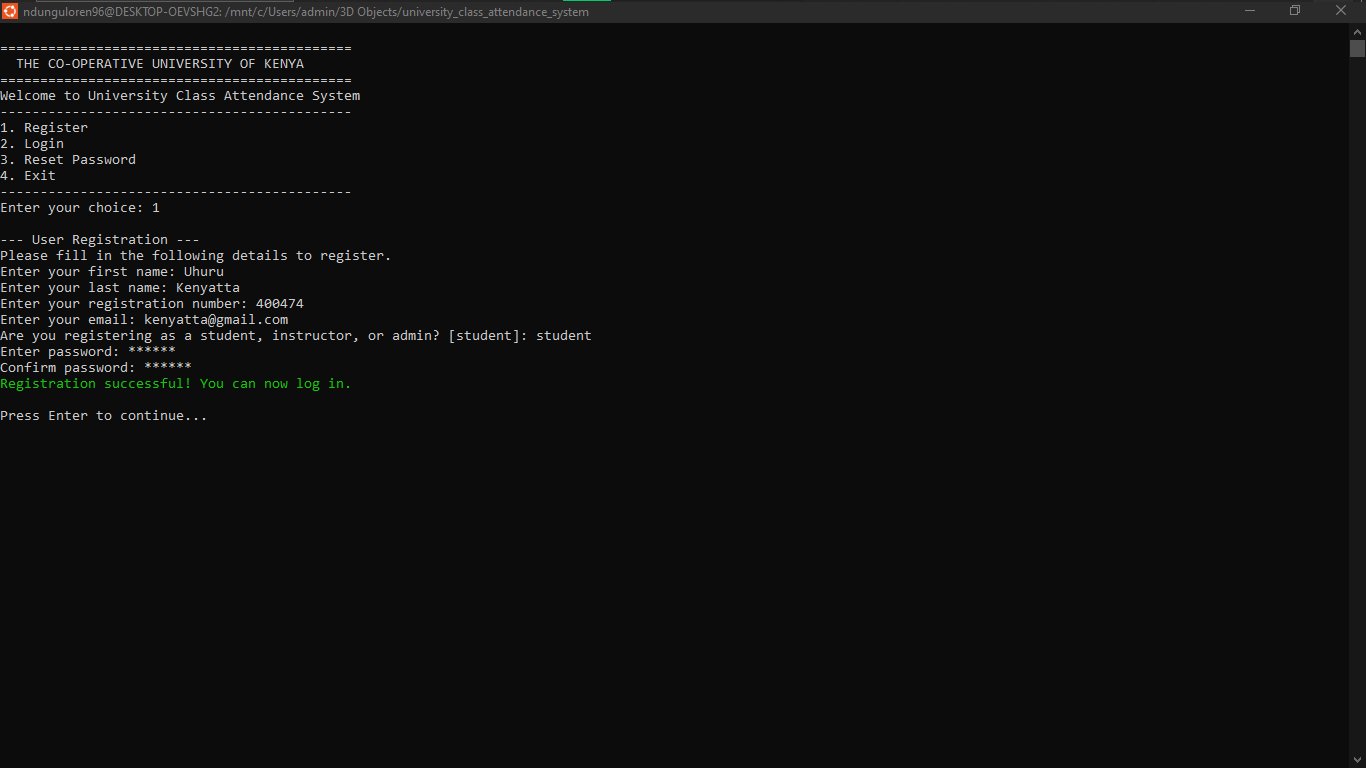 ndunguloren96@DESKTOP-OEVSHG2: /mnt/c/Users/admin/3D Objects/university_class_attendance_system
============================================
THE CO-OPERATIVE UNIVERSITY OF KENYA
============================================
Welcome to University Class Attendance System
--------------------------------------------
1. Register
2. Login
3. Reset Password
4. Exit
--------------------------------------------
Enter your choice: 1
--- User Registration ---
Please fill in the following details to register.
Enter your first name: Uhuru
Enter your last name: Kenyatta
Enter your registration number: 400474
Enter your email: kenyatta@gmail.com
Are you registering as a student, instructor, or admin? [student]: student
Enter password: ******
Confirm password: ******
Registration successful! You can now log in.
Press Enter to continue...